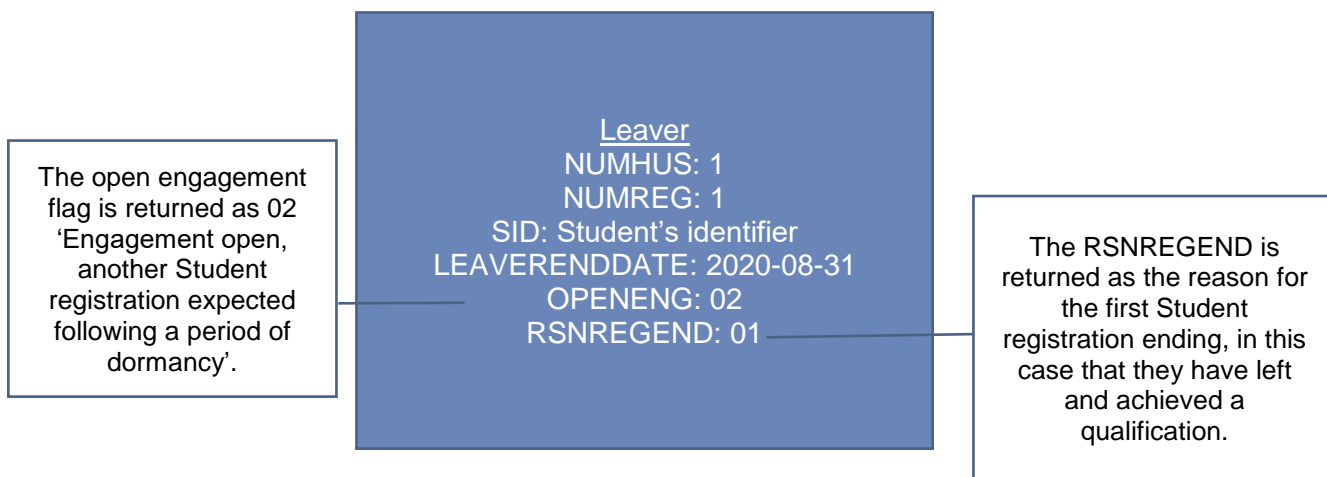 The open engagement
flag is returned as 02
‘Engagement open,
another Student
registration expected
following a period of
dormancy’.
Leaver
NUMHUS: 1
NUMREG: 1
SID: Student’s identifier
LEAVERENDDATE: 2020-08-31
OPENENG: 02
RSNREGEND: 01
The RSNREGEND is
returned as the reason for
the first Student
registration ending, in this
case that they have left
and achieved a
qualification.